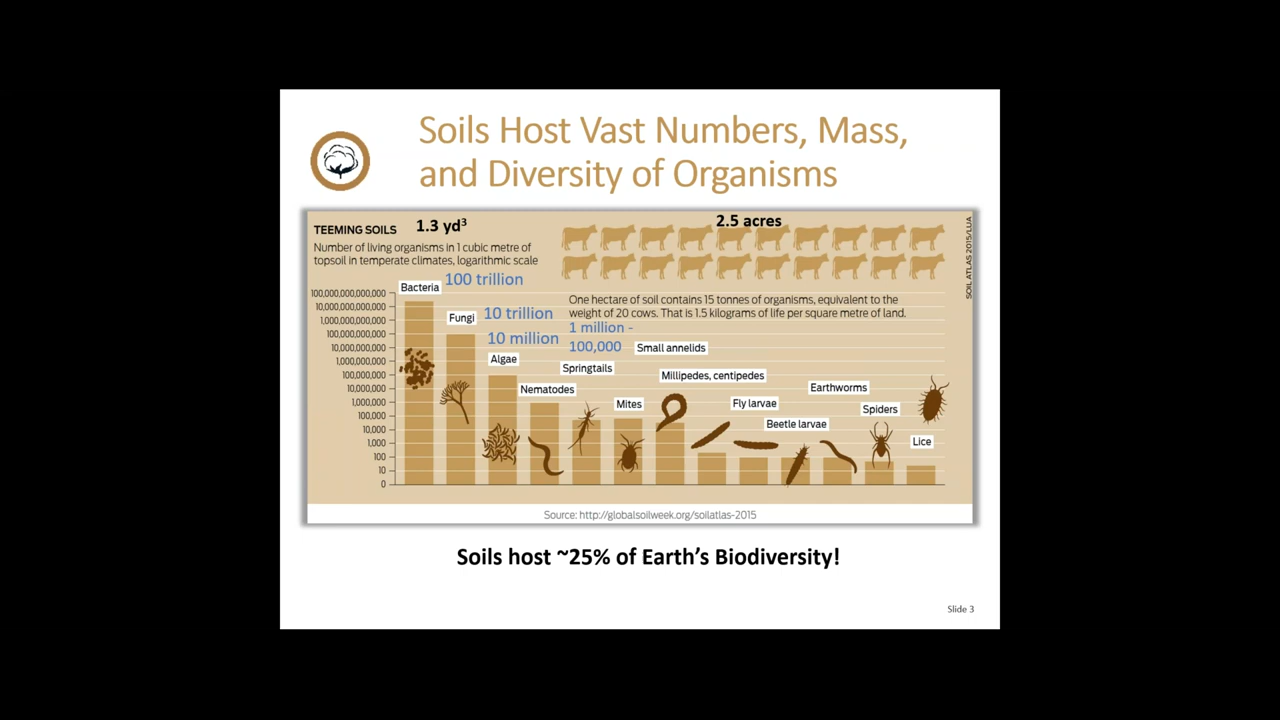 Soils Host Vast Numbers, Mass,
and Diversity of Organisms
TEEMING SOILS
1.3 yd³
2.5 acres
Number of living organisms in 1 cubic metre of
topsoil in temperate climates, logarithmic scale
SOIL ATLAS 2015/LUA
One hectare of soil contains 15 tonnes of organisms, equivalent to the
weight of 20 cows. That is 1.5 kilograms of life per square metre of land.
100 trillion
10 trillion
10 million
1 million -
100,000
100,000,000,000,000
10,000,000,000,000
1,000,000,000,000
100,000,000,000
10,000,000,000
1,000,000,000
100,000,000
10,000,000
1,000,000
100,000
10,000
1,000
100
10
0
Bacteria
Fungi
Algae
Nematodes
Springtails
Mites
Small annelids
Millipedes, centipedes
Fly larvae
Beetle larvae
Earthworms
Spiders
Lice
Source: http://globalsoilweek.org/soilatlas-2015
Soils host ~25% of Earth's Biodiversity!
Slide 3